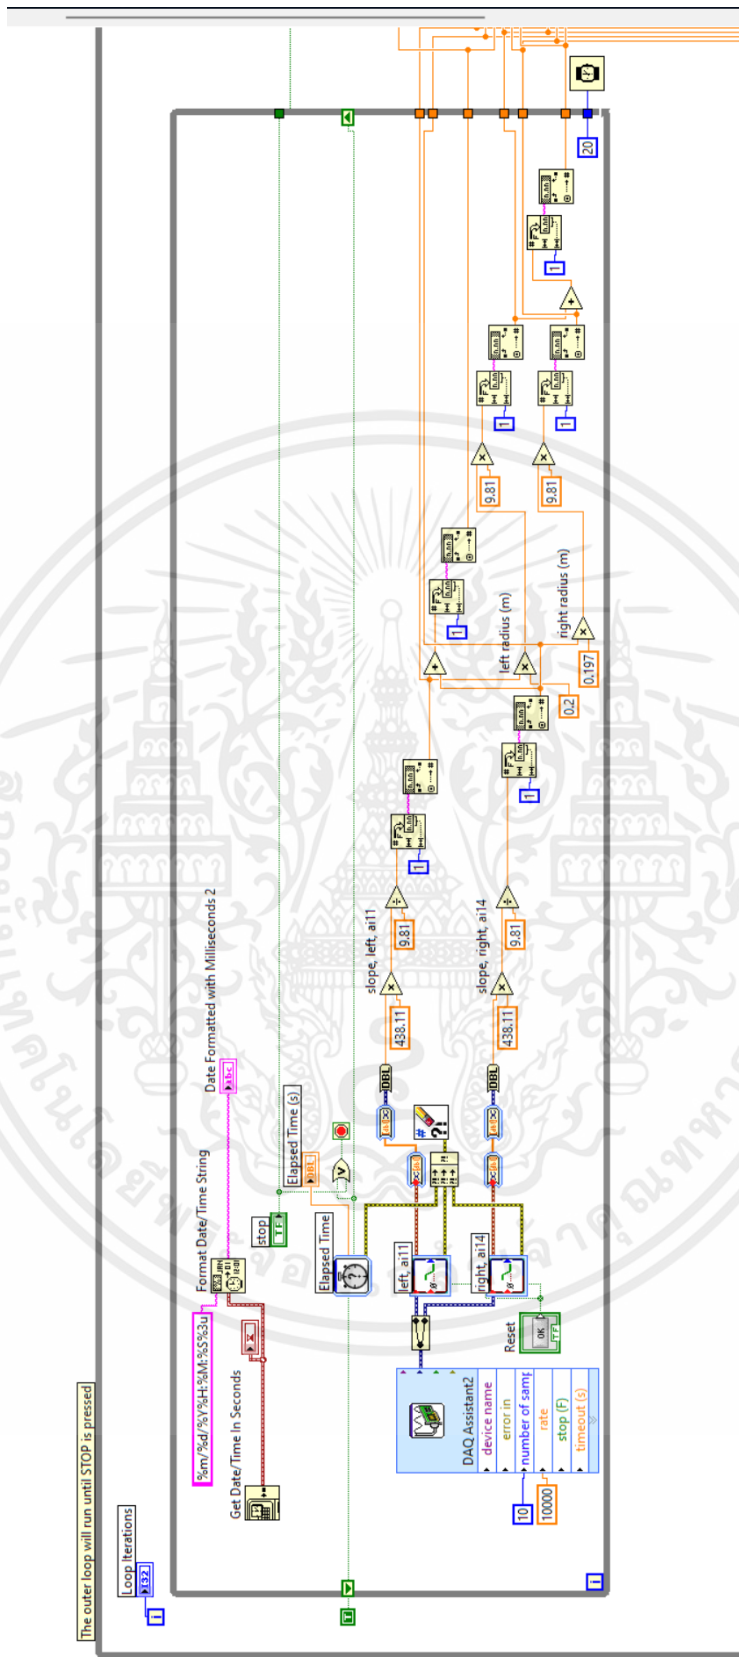 The outer loop will run until STOP is pressed
Loop Iterations
I32
i
%m/%d/%Y%H:%M:%S%3u
Format Date/Time String
Date Formatted with Milliseconds 2
abc
Get Date/Time In Seconds
stop
TF
Elapsed Time (s)
DBL
Elapsed Time
T
left, ai11
right, ai14
Reset
OK
TF
DAQ Assistant2
device name
error in
number of samp
rate
stop (F)
timeout (s)
10
10000
DBL
DBL
slope, left, ai11
438.11
9.81
1
slope, right, ai14
438.11
9.81
1
1
left radius (m)
0.2
right radius (m)
0.197
9.81
1
9.81
1
1
20
i